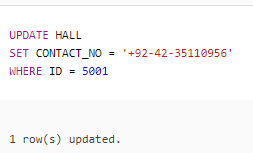 UPDATE HALL
SET CONTACT_NO = '+92-42-35110956'
WHERE ID = 5001
1 row(s) updated.